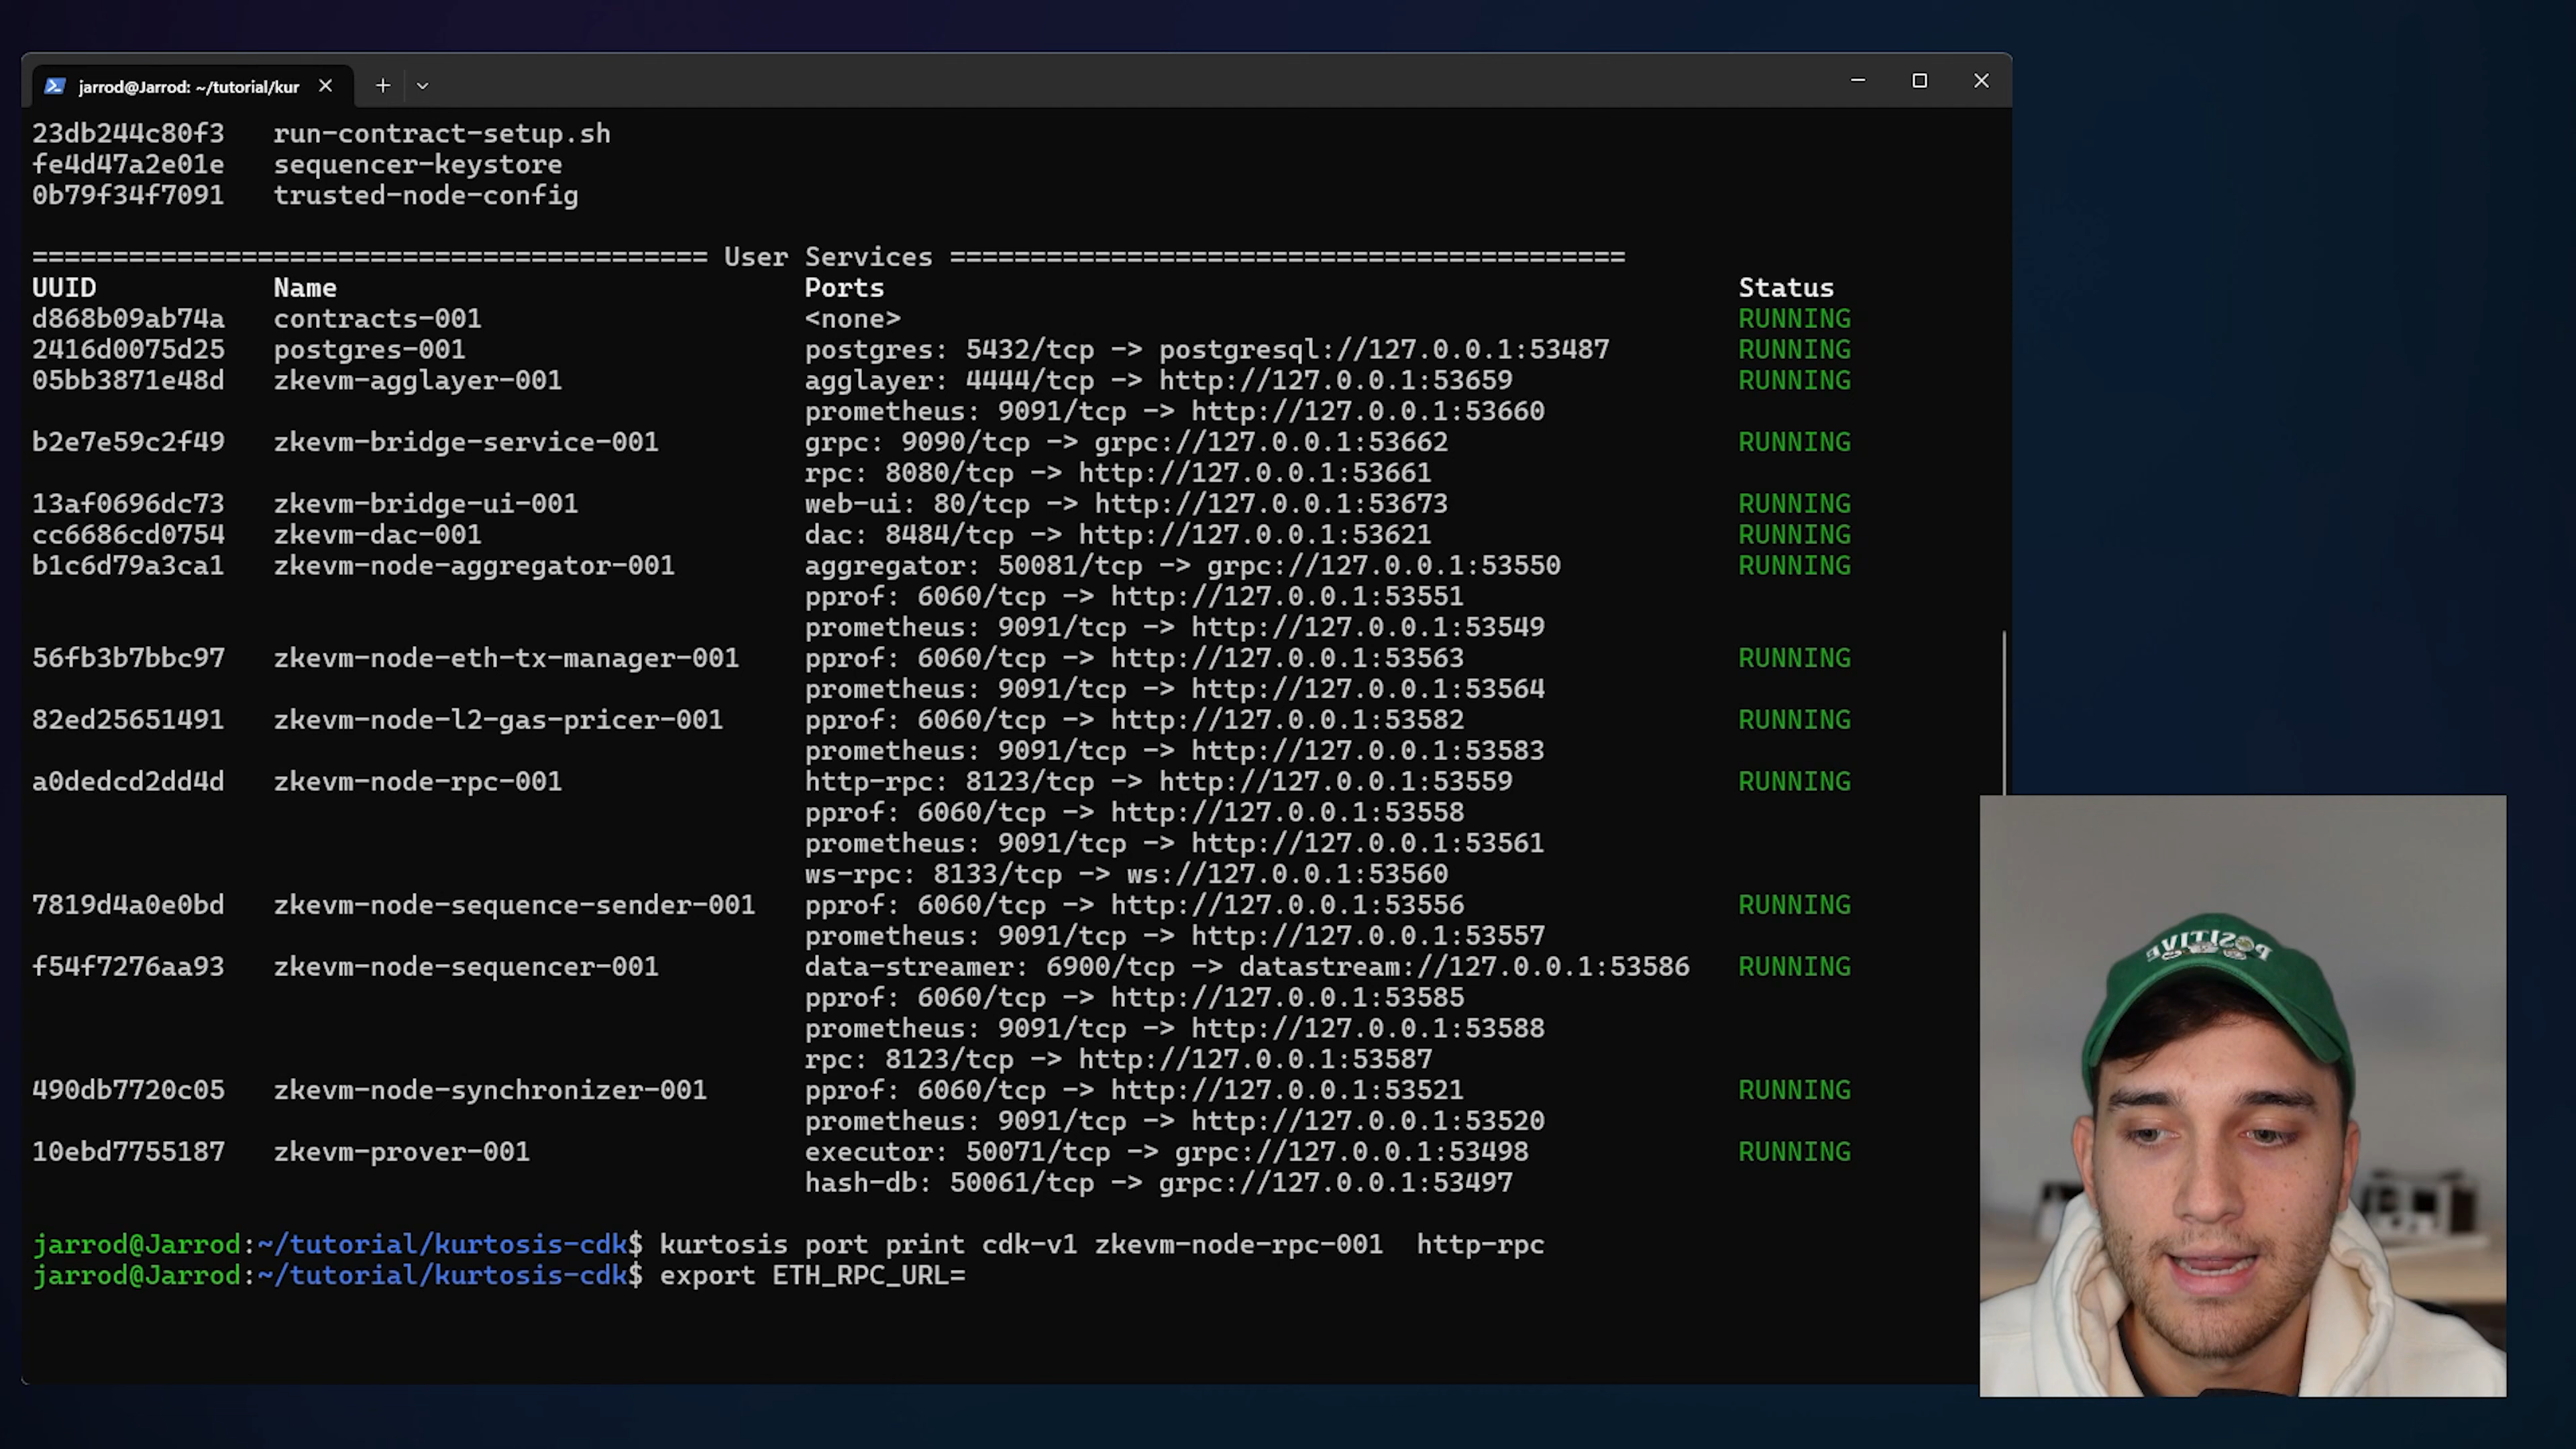 jarrod@Jarrod: ~/tutorial/kur
23db244c80f3 run-contract-setup.sh
fe4d47a2e01e sequencer-keystore
0b79f34f7091 trusted-node-config
========================================== User Services ==========================================
UUID Name Ports Status
d868b09ab74a contracts-001 <none> RUNNING
2416d0075d25 postgres-001 postgres: 5432/tcp -> postgresql://127.0.0.1:53487 RUNNING
05bb3871e48d zkevm-agglayer-001 agglayer: 4444/tcp -> http://127.0.0.1:53659 RUNNING
prometheus: 9091/tcp -> http://127.0.0.1:53660
b2e7e59c2f49 zkevm-bridge-service-001 grpc: 9090/tcp -> grpc://127.0.0.1:53662 RUNNING
rpc: 8080/tcp -> http://127.0.0.1:53661
13af0696dc73 zkevm-bridge-ui-001 web-ui: 80/tcp -> http://127.0.0.1:53673 RUNNING
cc6686cd0754 zkevm-dac-001 dac: 8484/tcp -> http://127.0.0.1:53621 RUNNING
b1c6d79a3ca1 zkevm-node-aggregator-001 aggregator: 50081/tcp -> grpc://127.0.0.1:53550 RUNNING
pprof: 6060/tcp -> http://127.0.0.1:53551
prometheus: 9091/tcp -> http://127.0.0.1:53549
56fb3b7bbc97 zkevm-node-eth-tx-manager-001 pprof: 6060/tcp -> http://127.0.0.1:53563 RUNNING
prometheus: 9091/tcp -> http://127.0.0.1:53564
82ed25651491 zkevm-node-l2-gas-pricer-001 pprof: 6060/tcp -> http://127.0.0.1:53582 RUNNING
prometheus: 9091/tcp -> http://127.0.0.1:53583
a0dedcd2dd4d zkevm-node-rpc-001 http-rpc: 8123/tcp -> http://127.0.0.1:53559 RUNNING
pprof: 6060/tcp -> http://127.0.0.1:53558
prometheus: 9091/tcp -> http://127.0.0.1:53561
ws-rpc: 8133/tcp -> ws://127.0.0.1:53560
7819d4a0e0bd zkevm-node-sequence-sender-001 pprof: 6060/tcp -> http://127.0.0.1:53556 RUNNING
prometheus: 9091/tcp -> http://127.0.0.1:53557
f54f7276aa93 zkevm-node-sequencer-001 data-streamer: 6900/tcp -> datastream://127.0.0.1:53586 RUNNING
pprof: 6060/tcp -> http://127.0.0.1:53585
prometheus: 9091/tcp -> http://127.0.0.1:53588
rpc: 8123/tcp -> http://127.0.0.1:53587
490db7720c05 zkevm-node-synchronizer-001 pprof: 6060/tcp -> http://127.0.0.1:53521 RUNNING
prometheus: 9091/tcp -> http://127.0.0.1:53520
10ebd7755187 zkevm-prover-001 executor: 50071/tcp -> grpc://127.0.0.1:53498 RUNNING
hash-db: 50061/tcp -> grpc://127.0.0.1:53497
jarrod@Jarrod:~/tutorial/kurtosis-cdk$ kurtosis port print cdk-v1 zkevm-node-rpc-001 http-rpc
jarrod@Jarrod:~/tutorial/kurtosis-cdk$ export ETH_RPC_URL=
POSITIVE